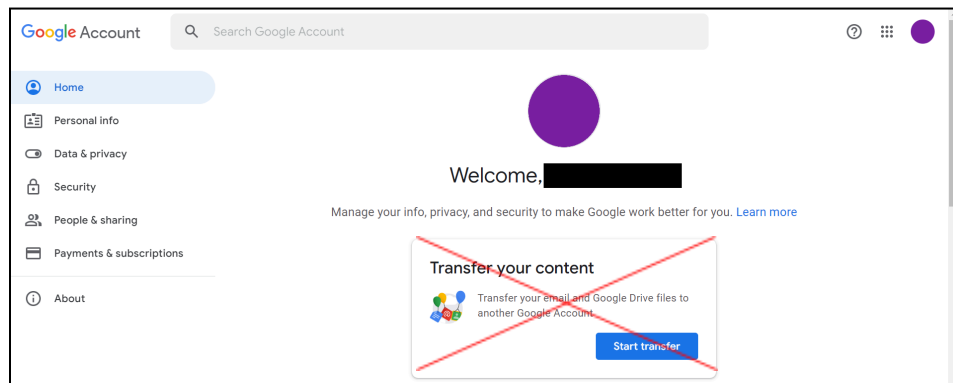 Google Account
Search Google Account
Home
Personal info
Data & privacy
Security
People & sharing
Payments & subscriptions
About
Welcome,
Manage your info, privacy, and security to make Google work better for you. Learn more
Transfer your content
Transfer your email and Google Drive files to
another Google Account
Start transfer